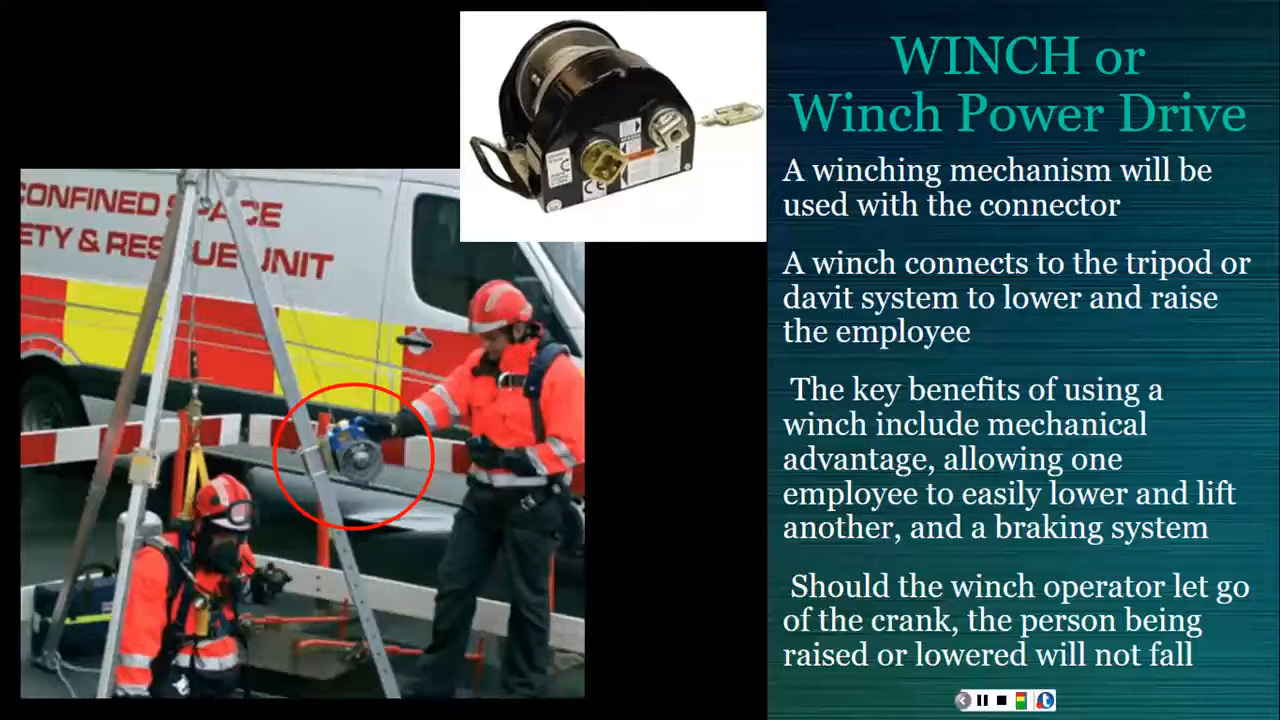 WINCH or
Winch Power Drive
A winching mechanism will be
used with the connector
A winch connects to the tripod or
davit system to lower and raise
the employee
The key benefits of using a
winch include mechanical
advantage, allowing one
employee to easily lower and lift
another, and a braking system
Should the winch operator let go
of the crank, the person being
raised or lowered will not fall
CONFINED SPACE
ETY & RESCUE UNIT